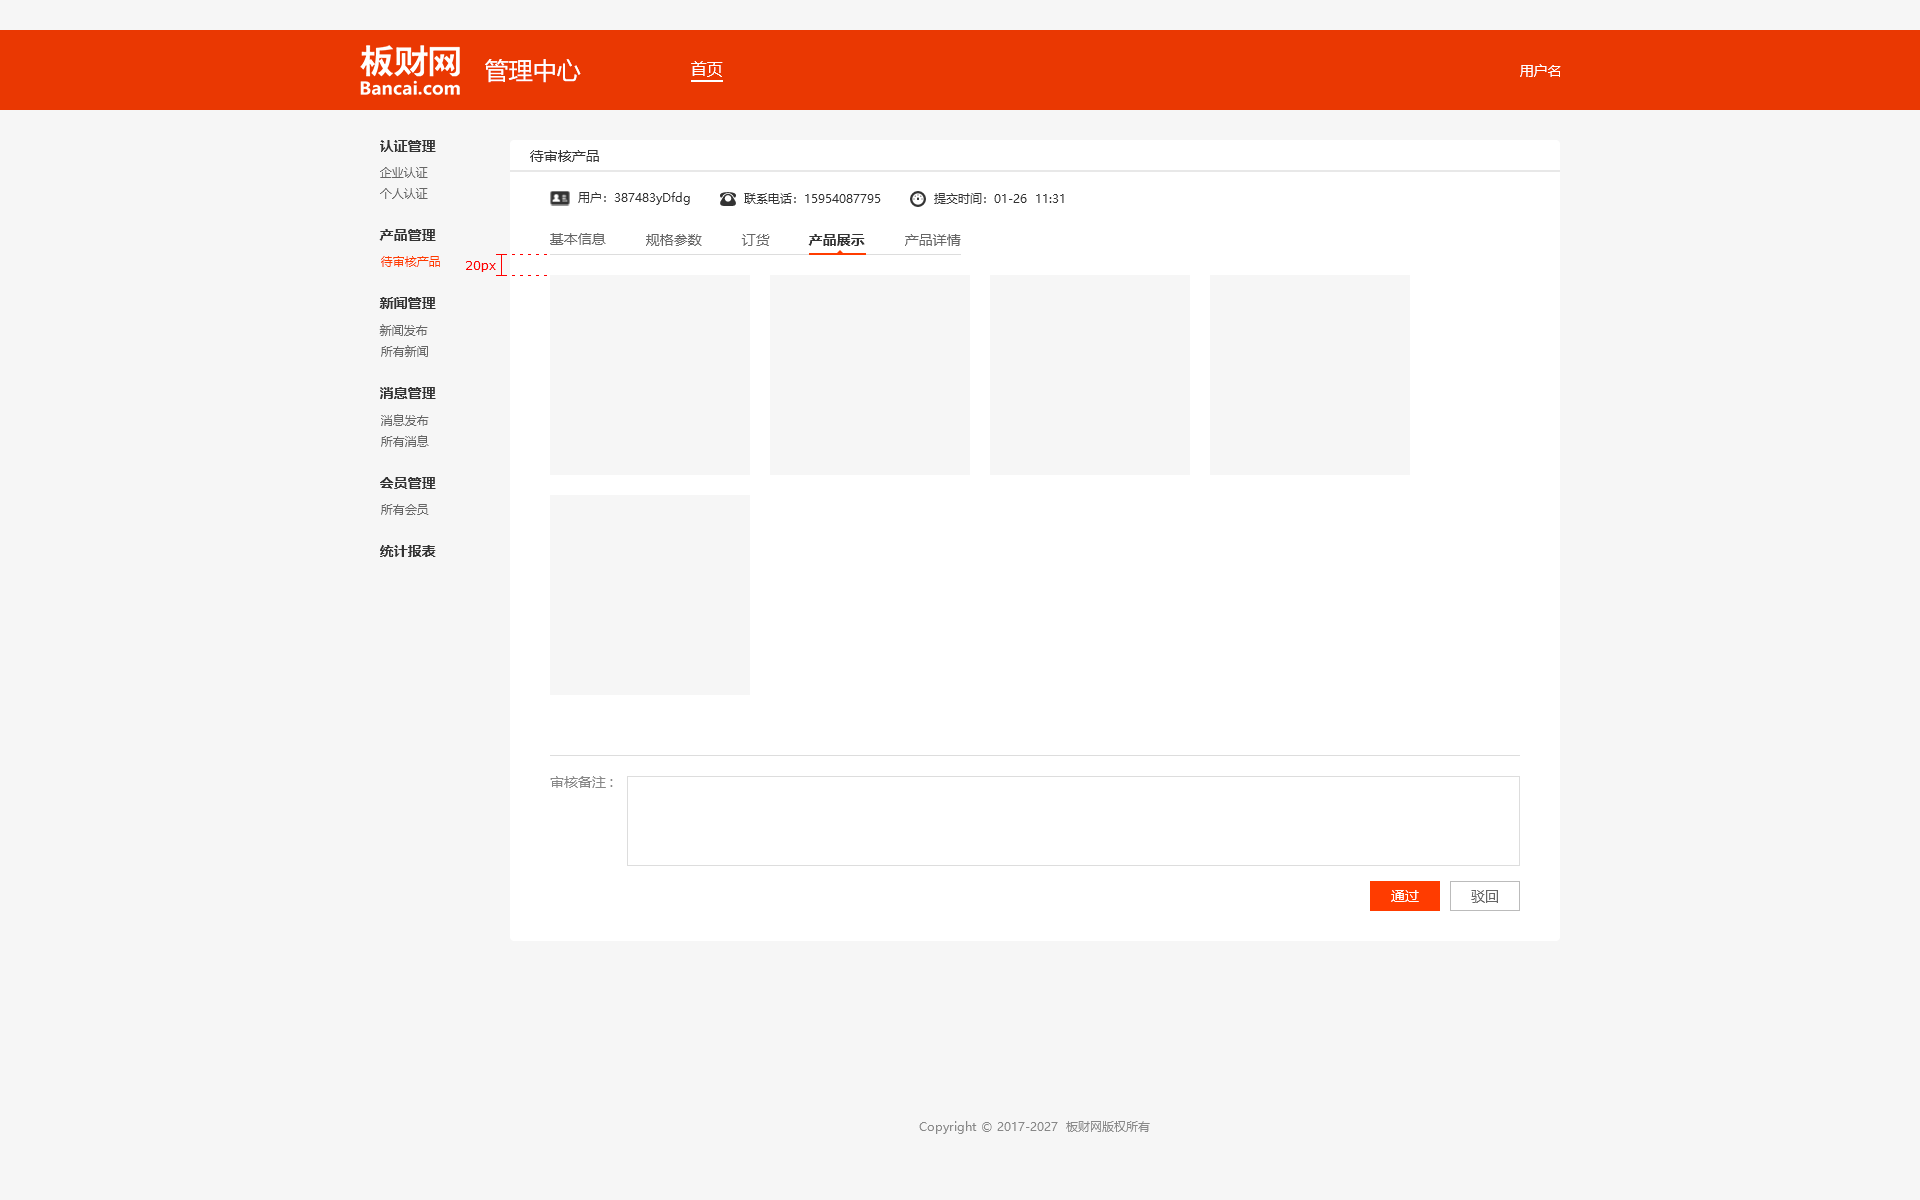 板财网
Bancai.com
管理中心
首页
用户名
认证管理
企业认证
个人认证
产品管理
待审核产品
新闻管理
新闻发布
所有新闻
消息管理
消息发布
所有消息
会员管理
所有会员
统计报表
待审核产品
用户：387483yDfdg
联系电话：15954087795
提交时间：01-26 11:31
基本信息
规格参数
订货
产品展示
产品详情
20px
审核备注：
通过
驳回
Copyright © 2017-2027 板财网版权所有